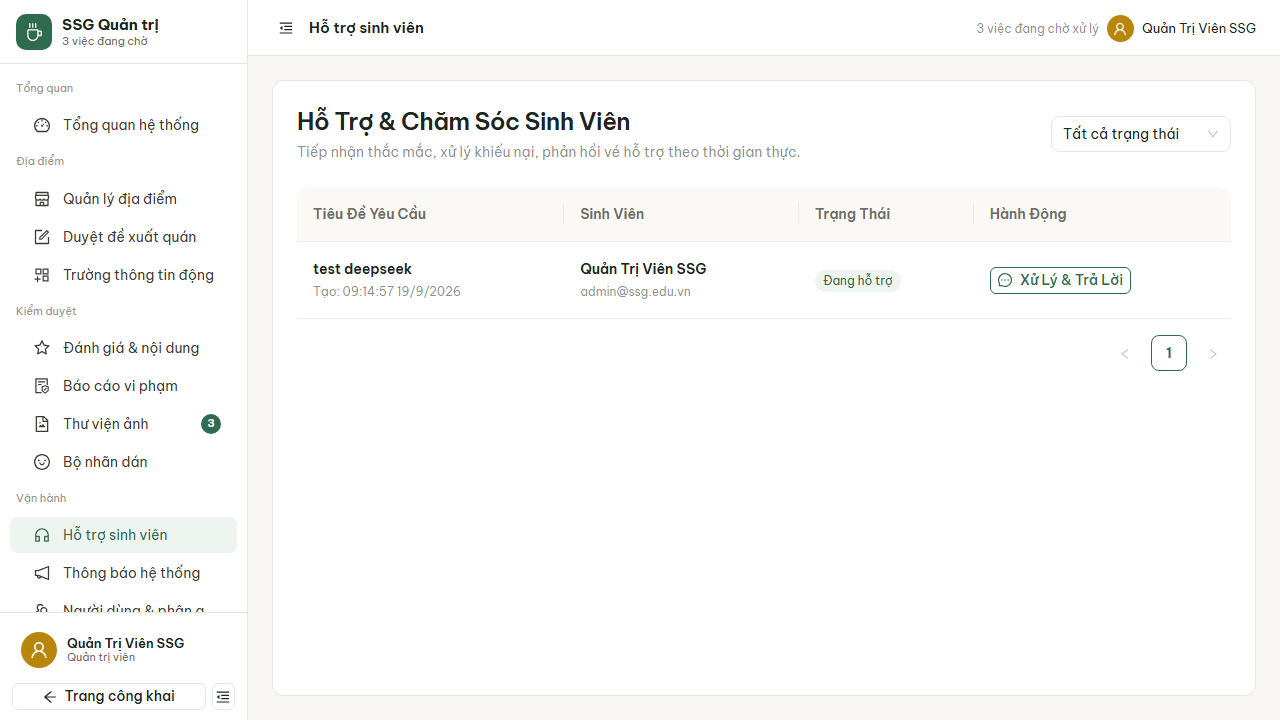 SSG Quản trị
3 việc đang chờ
Tổng quan
Tổng quan hệ thống
Địa điểm
Quản lý địa điểm
Duyệt đề xuất quán
Trường thông tin động
Kiểm duyệt
Đánh giá & nội dung
Báo cáo vi phạm
Thư viện ảnh
3
Bộ nhãn dán
Vận hành
Hỗ trợ sinh viên
Thông báo hệ thống
Người dùng & phân q
Quản Trị Viên SSG
Quản trị viên
Trang công khai
Hỗ trợ sinh viên
3 việc đang chờ xử lý
Quản Trị Viên SSG
Hỗ Trợ & Chăm Sóc Sinh Viên
Tiếp nhận thắc mắc, xử lý khiếu nại, phản hồi vé hỗ trợ theo thời gian thực.
Tất cả trạng thái
Tiêu Đề Yêu Cầu
Sinh Viên
Trạng Thái
Hành Động
test deepseek
Tạo: 09:14:57 19/9/2026
Quản Trị Viên SSG
admin@ssg.edu.vn
Đang hỗ trợ
Xử Lý & Trả Lời
1